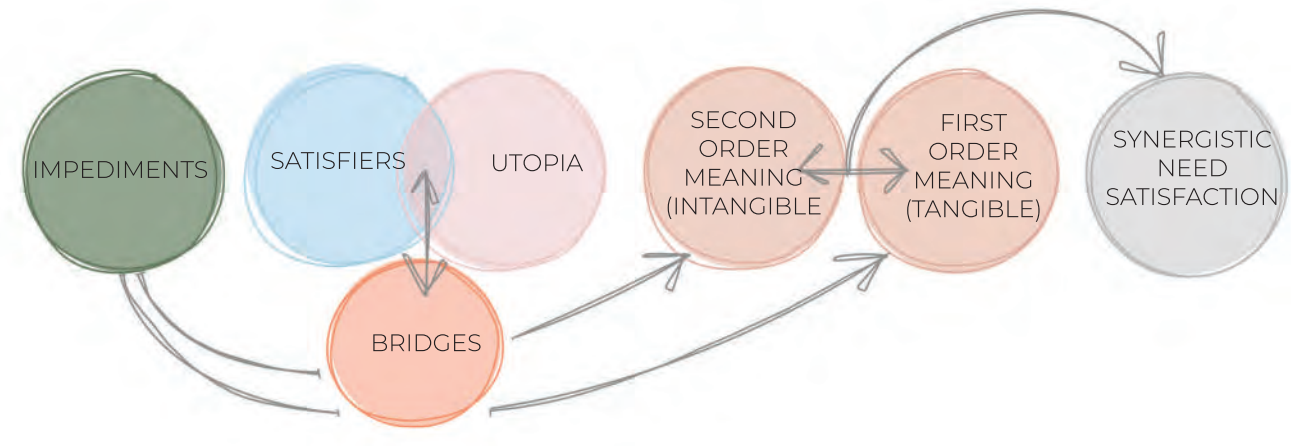 IMPEDIMENTS
SATISFIERS
UTOPIA
BRIDGES
SECOND
ORDER
MEANING
(INTANGIBLE
FIRST
ORDER
MEANING
(TANGIBLE)
SYNERGISTIC
NEED
SATISFACTION